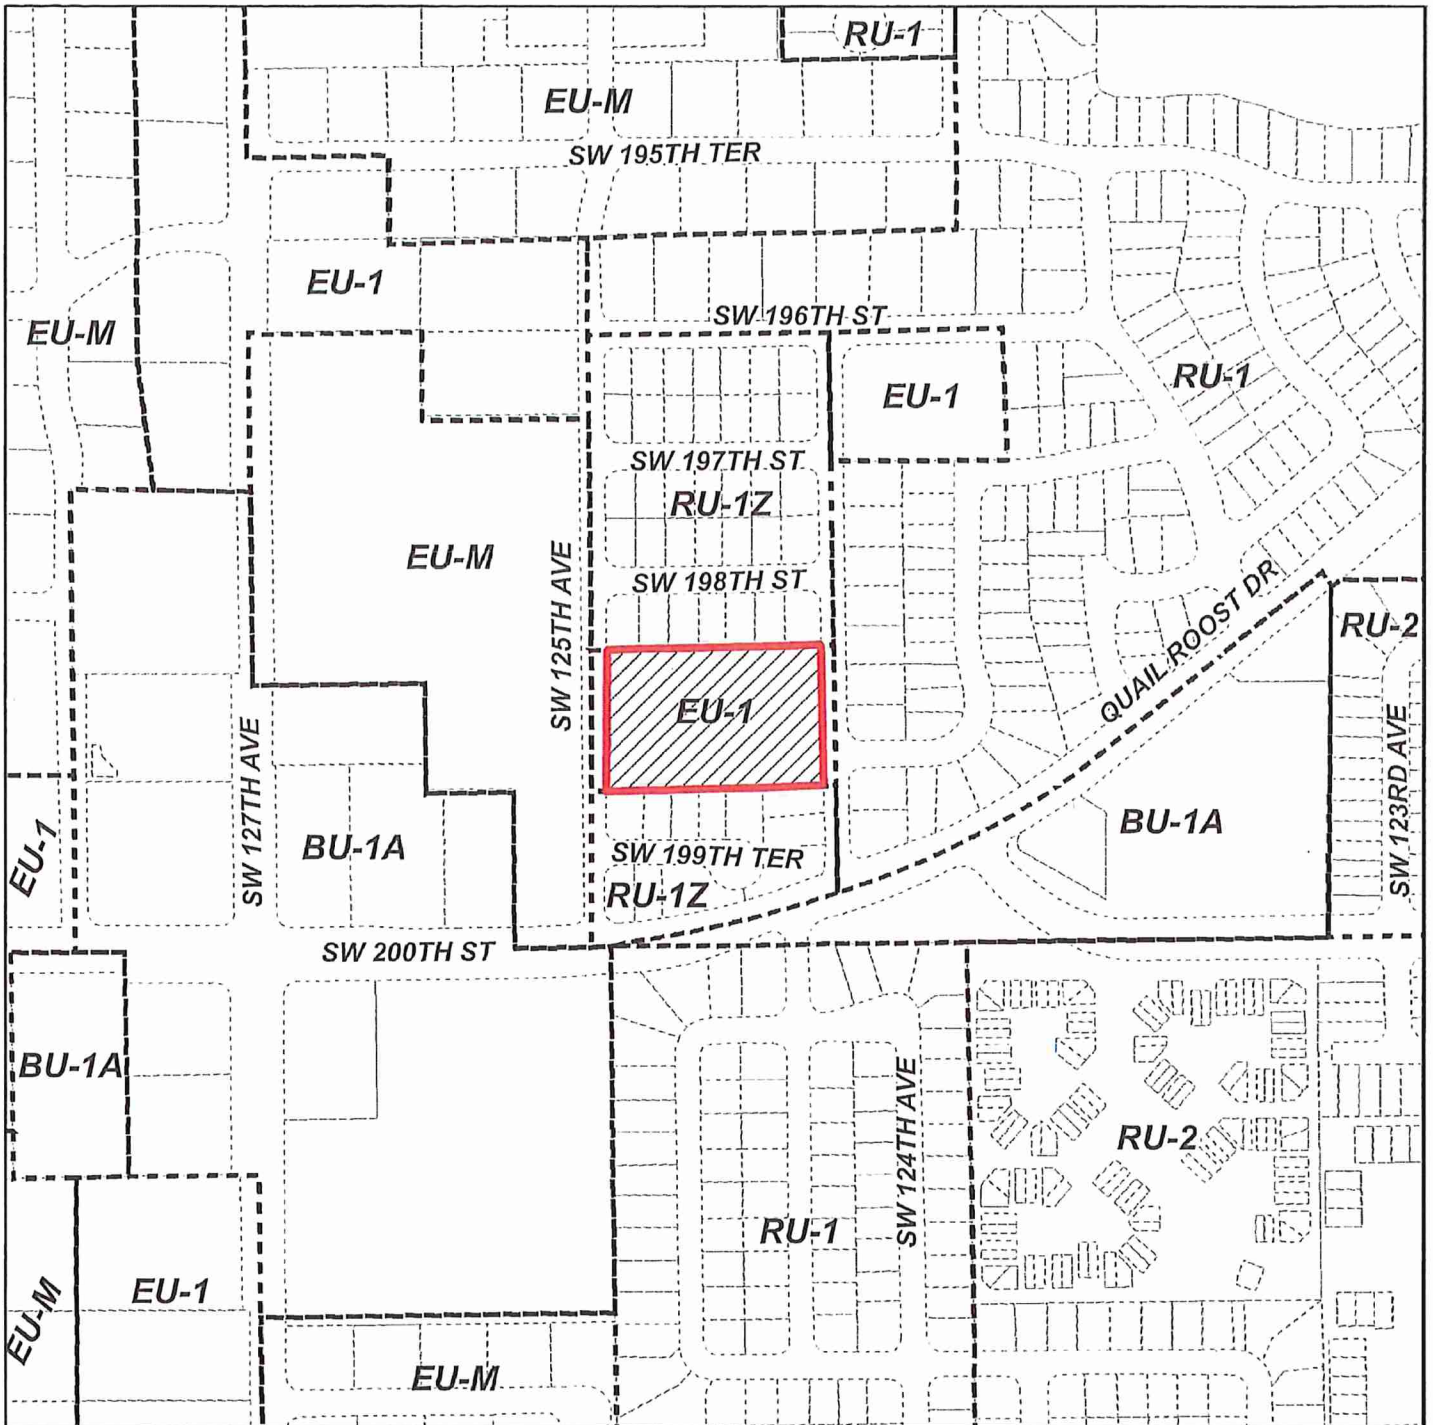 RU-1
EU-M
SW 195TH TER
EU-1
SW 196TH ST
EU-M
RU-1
EU-1
SW 197TH ST
RU-1Z
EU-M
SW 198TH ST
SW 125TH AVE
QUAIL ROOST DR
RU-2
EU-1
SW 127TH AVE
SW 123RD AVE
BU-1A
BU-1A
EU-1
SW 199TH TER
RU-1Z
SW 200TH ST
BU-1A
SW 124TH AVE
RU-2
RU-1
EU-1
EU-M
EU-M